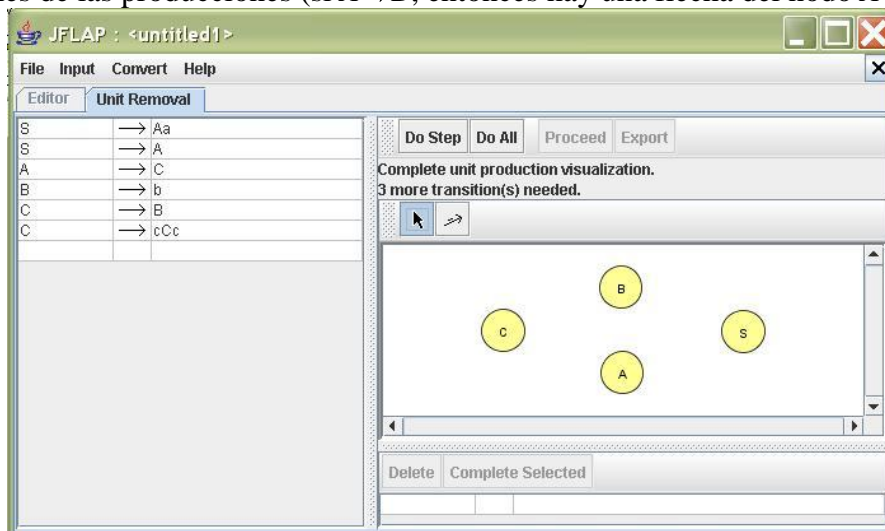 es de las producciones (si A→B, entonces hay una flecha del nodo A
JFLAP : <untitled1>
File Input Convert Help
Editor Unit Removal
S → Aa
S → A
A → C
B → b
C → B
C → cCc
Do Step Do All Proceed Export
Complete unit production visualization.
3 more transition(s) needed.
B
C
S
A
Delete Complete Selected